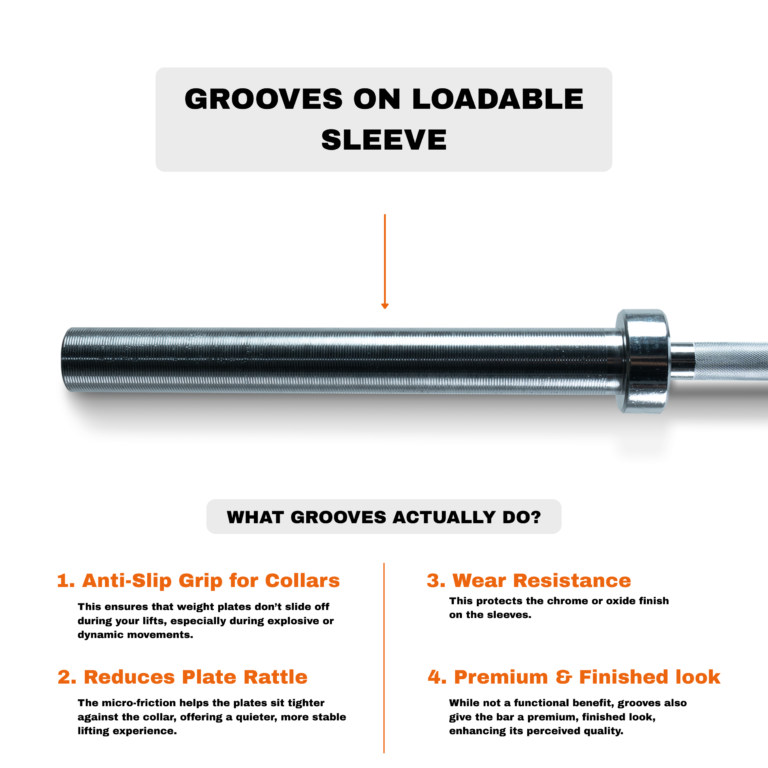 GROOVES ON LOADABLE
SLEEVE
WHAT GROOVES ACTUALLY DO?
1. Anti-Slip Grip for Collars
This ensures that weight plates don't slide off
during your lifts, especially during explosive or
dynamic movements.
2. Reduces Plate Rattle
The micro-friction helps the plates sit tighter
against the collar, offering a quieter, more stable
lifting experience.
3. Wear Resistance
This protects the chrome or oxide finish
on the sleeves.
4. Premium & Finished look
While not a functional benefit, grooves also
give the bar a premium, finished look,
enhancing its perceived quality.